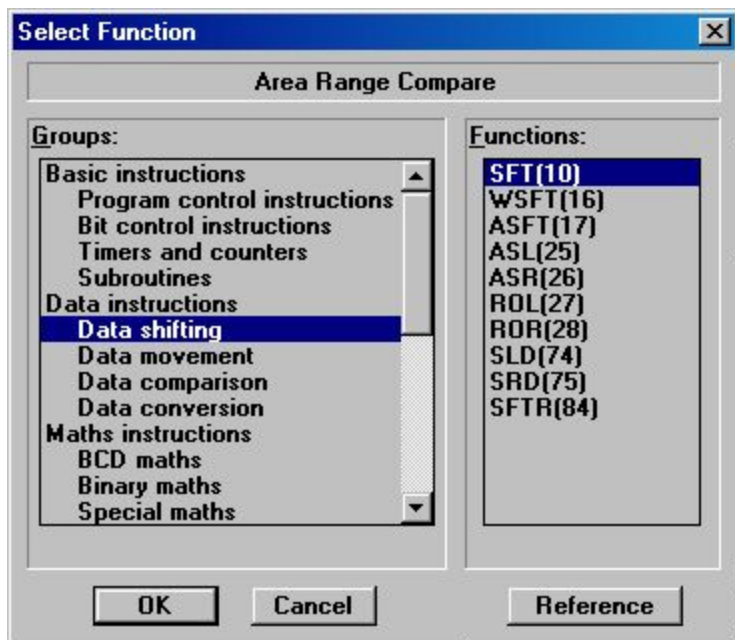 Select Function
Area Range Compare
Groups:
Basic instructions
Program control instructions
Bit control instructions
Timers and counters
Subroutines
Data instructions
Data shifting
Data movement
Data comparison
Data conversion
Maths instructions
BCD maths
Binary maths
Special maths
Functions:
SFT(10)
WSFT(16)
ASFT(17)
ASL(25)
ASR(26)
ROL(27)
ROR(28)
SLD(74)
SRD(75)
SFTR(84)
OK
Cancel
Reference